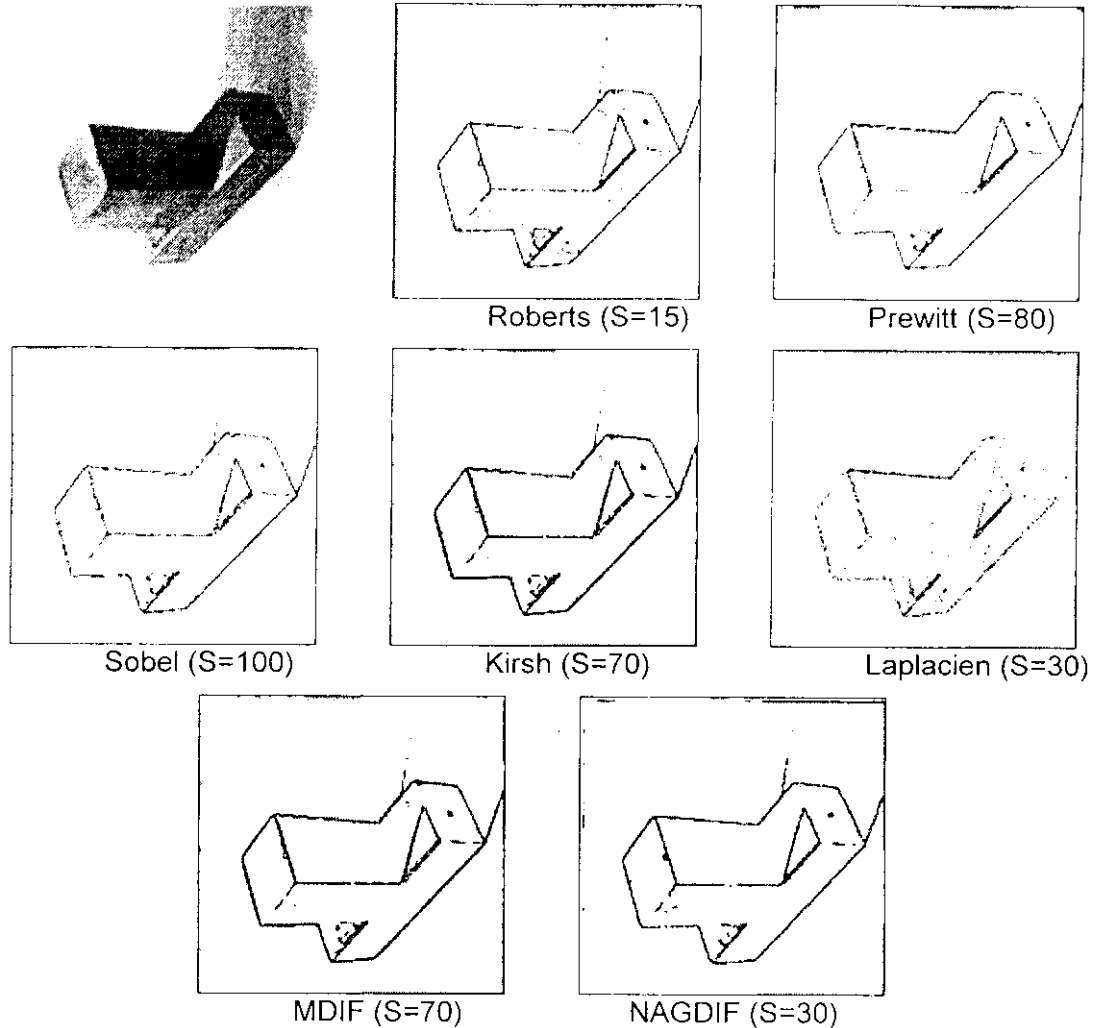 Roberts (S=15)
Prewitt (S=80)
Sobel (S=100)
Kirsh (S=70)
Laplacien (S=30)
MDIF (S=70)
NAGDIF (S=30)